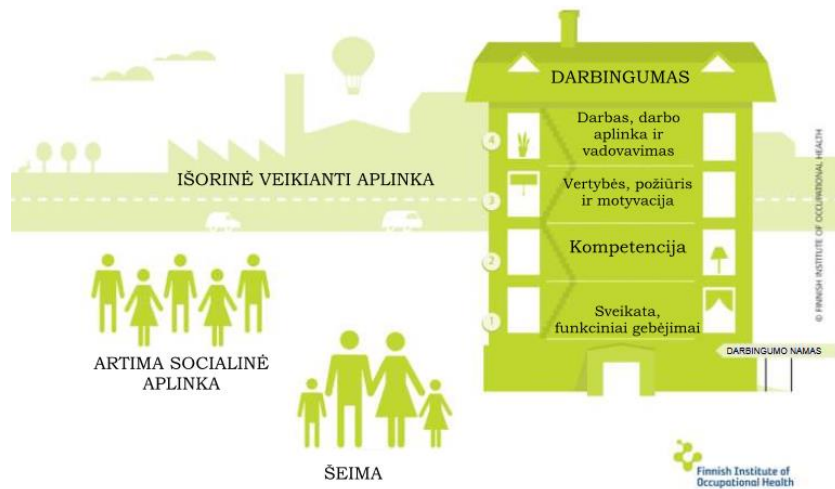 DARBINGUMAS
4
Darbas, darbo
aplinka ir
vadovavimas
IŠORINĖ VEIKIANTI APLINKA
3
Vertybės, požiūris
ir motyvacija
2
Kompetencija
1
Sveikata,
funkciniai gebėjimai
© FINNISH INSTITUTE OF OCCUPATIONAL HEALTH
DARBINGUMO NAMAS
ARTIMA SOCIALINĖ
APLINKA
ŠEIMA
Finnish Institute of
Occupational Health